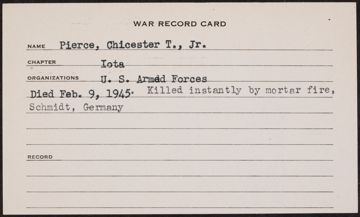 WAR RECORD CARD
NAME Pierce, Chicester T., Jr.
CHAPTER Iota
ORGANIZATIONS U. S. Armed Forces
Died Feb. 9, 1945. Killed instantly by mortar fire,
Schmidt, Germany
RECORD